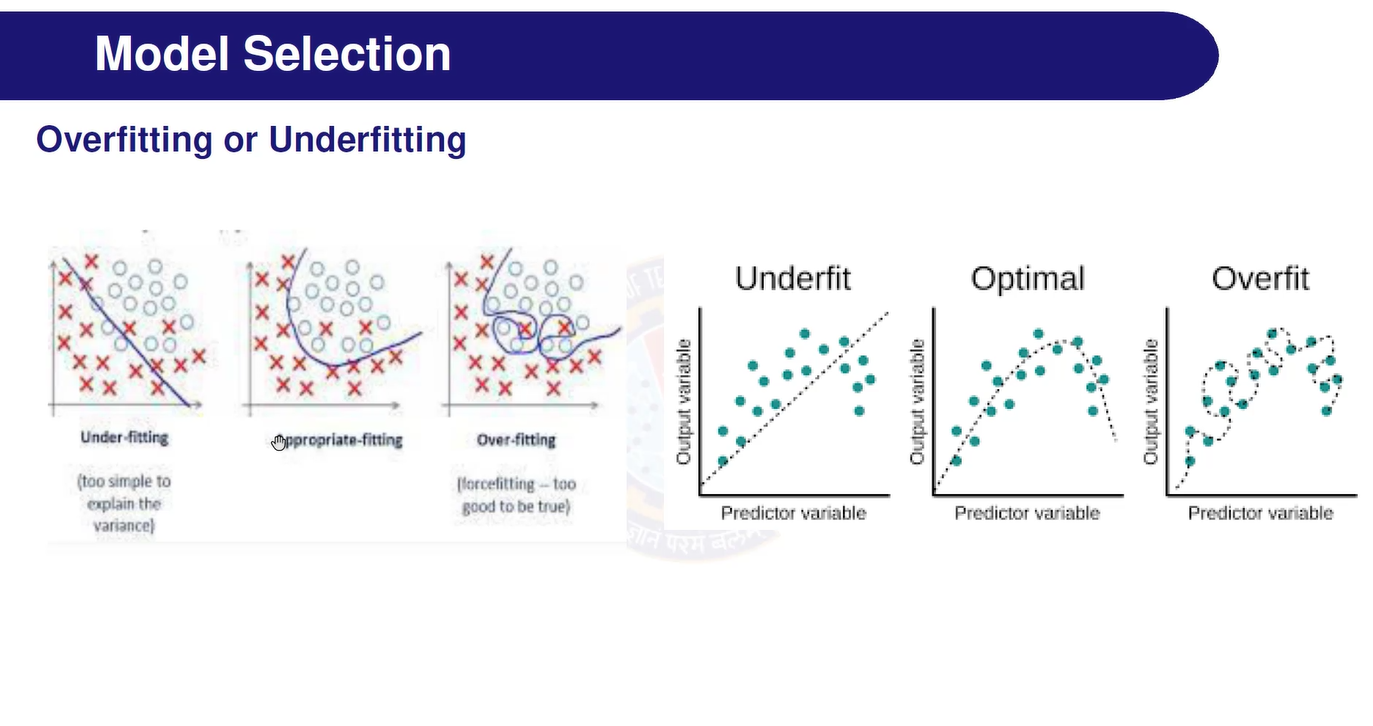 Model Selection
Overfitting or Underfitting
Under-fitting
(too simple to
explain the
variance)
ppropriate-fitting
Over-fitting
(forcefitting – too
good to be true)
Underfit
Output variable
Predictor variable
Optimal
Output variable
Predictor variable
Overfit
Output variable
Predictor variable
ज्ञान परमं बलम्